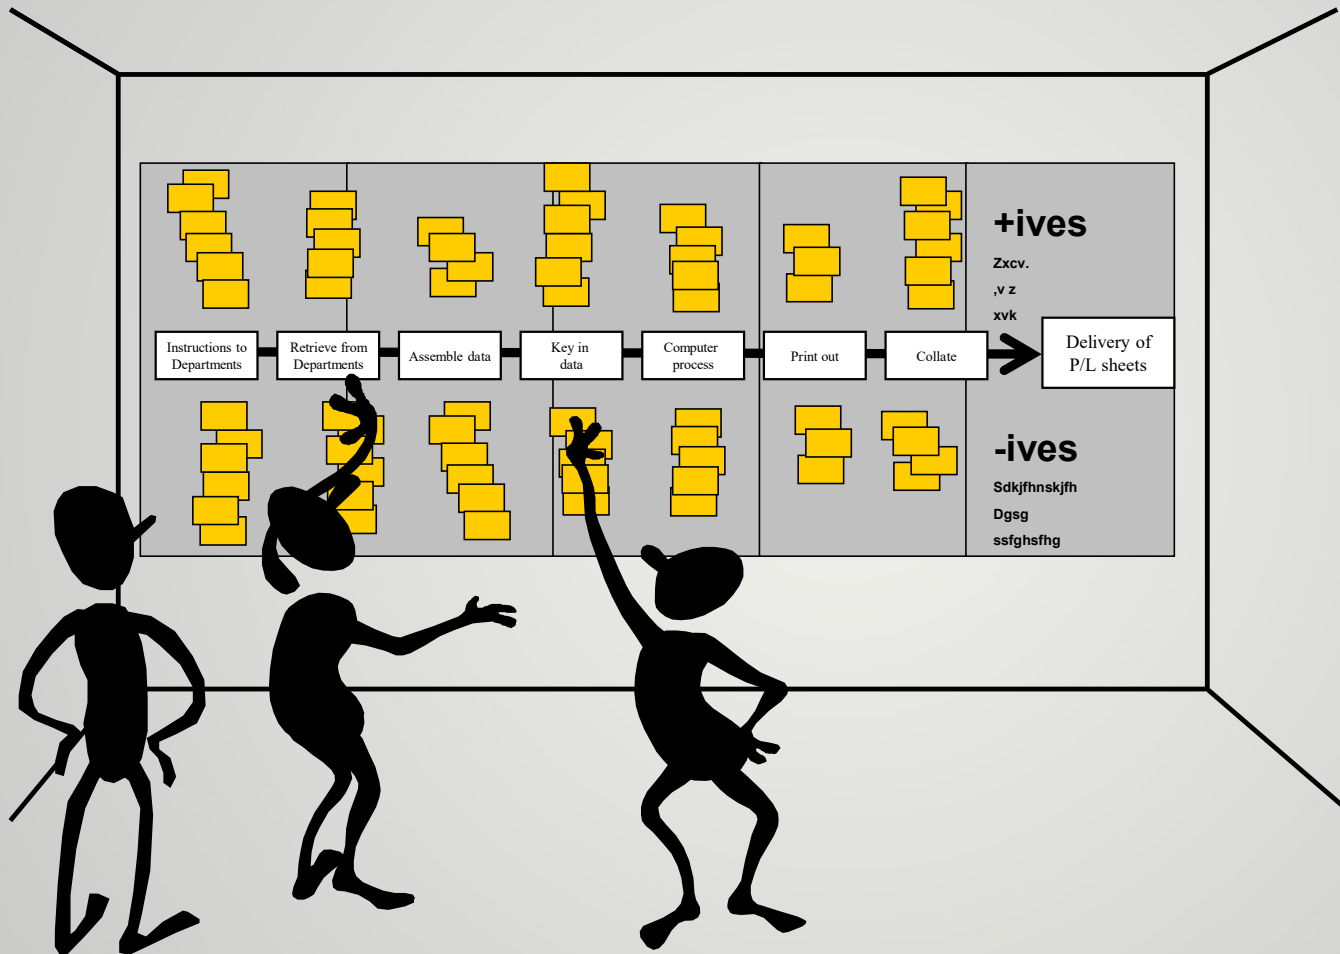 +ives
Zxcv.
,v z
xvk
Instructions to
Departments
Retrieve from
Departments
Assemble data
Key in
data
Computer
process
Print out
Collate
Delivery of
P/L sheets
-ives
Sdkjfhnskjfh
Dgsg
ssfghsfhg